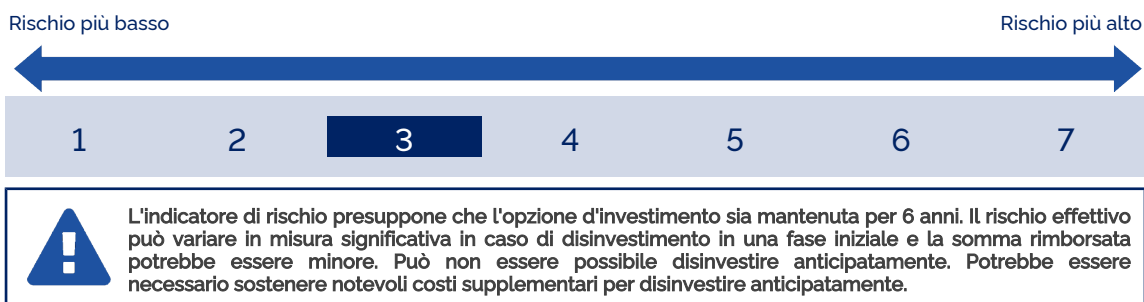 Rischio più basso Rischio più alto
1 2 3 4 5 6 7
L'indicatore di rischio presuppone che l'opzione d'investimento sia mantenuta per 6 anni. Il rischio effettivo
può variare in misura significativa in caso di disinvestimento in una fase iniziale e la somma rimborsata
potrebbe essere minore. Può non essere possibile disinvestire anticipatamente. Potrebbe essere
necessario sostenere notevoli costi supplementari per disinvestire anticipatamente.